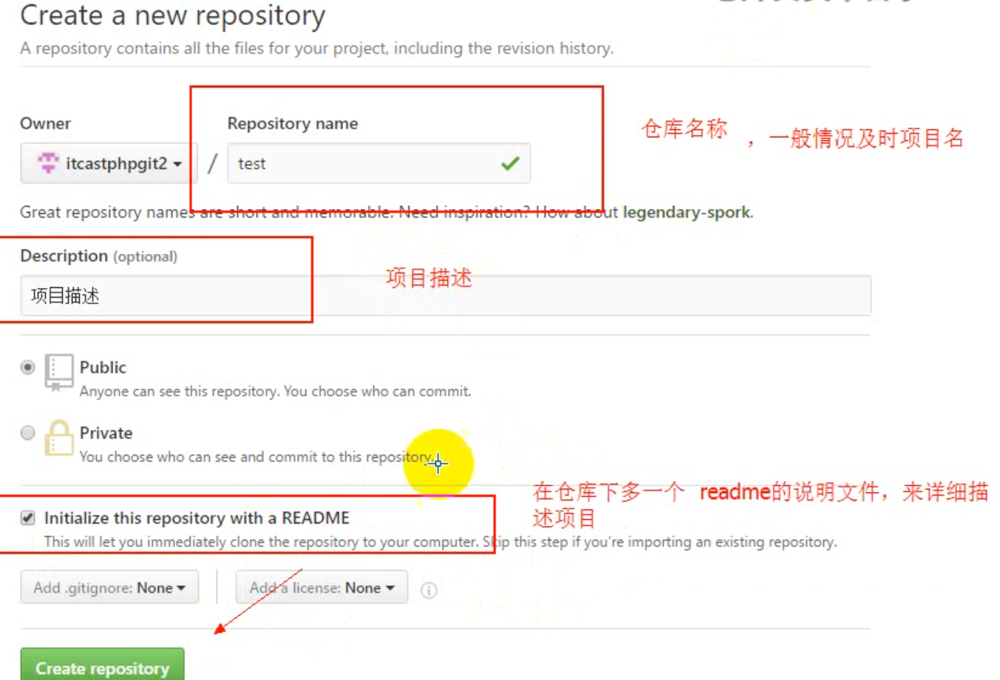 Create a new repository
A repository contains all the files for your project, including the revision history.
Owner
Repository name
仓库名称 ，一般情况及时项目名
itcastphpgit2 / test
Great repository names are short and memorable. Need inspiration? How about legendary-spork.
Description (optional)
项目描述
项目描述
Public
Anyone can see this repository. You choose who can commit.
Private
You choose who can see and commit to this repository.
在仓库下多一个 readme的说明文件，来详细描
述项目
Initialize this repository with a README
This will let you immediately clone the repository to your computer. Skip this step if you're importing an existing repository.
Add .gitignore: None
Add a license: None
Create repository